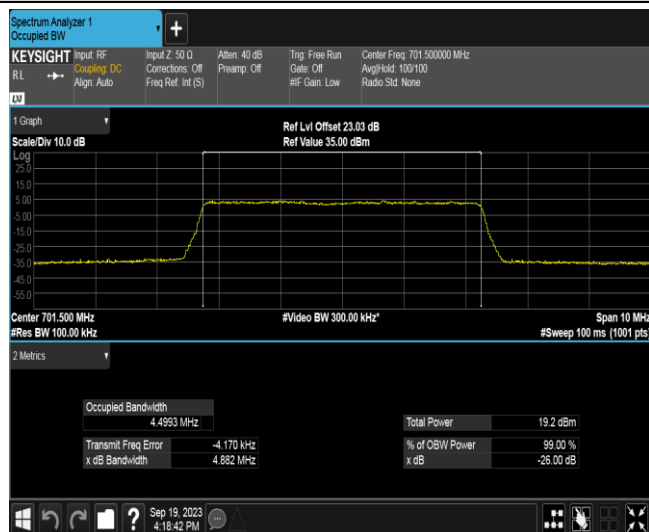 Spectrum Analyzer 1
Occupied BW
+
KEYSIGHT
Input: RF
Coupling: DC
Align: Auto
Input Z: 50 Ω
Corrections: Off
Freq Ref: Int (S)
Atten: 40 dB
Preamp: Off
Trig: Free Run
Gate: Off
#IF Gain: Low
Center Freq: 701.500000 MHz
Avg|Hold: 100/100
Radio Std: None
RL
LXI
1 Graph
Scale/Div 10.0 dB
Ref Lvl Offset 23.03 dB
Ref Value 35.00 dBm
Log
25.0
15.0
5.00
-5.00
-15.0
-25.0
-35.0
-45.0
-55.0
Center 701.500 MHz
#Video BW 300.00 kHz*
Span 10 MHz
#Res BW 100.00 kHz
#Sweep 100 ms (1001 pts)
2 Metrics
Occupied Bandwidth
4.4993 MHz
Total Power 19.2 dBm
Transmit Freq Error -4.170 kHz
% of OBW Power 99.00 %
x dB Bandwidth 4.882 MHz
x dB -26.00 dB
?
Sep 19, 2023
4:18:42 PM